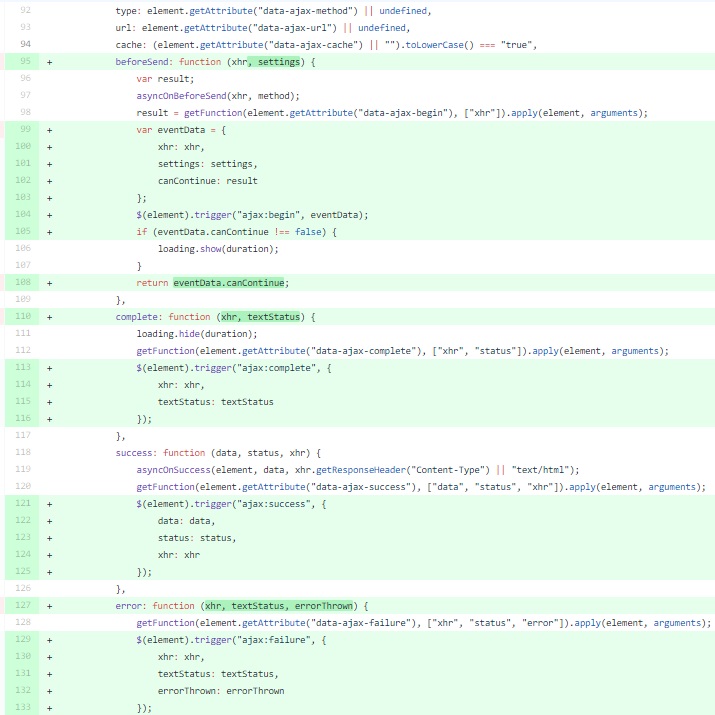 92 type: element.getAttribute("data-ajax-method") || undefined,
93 url: element.getAttribute("data-ajax-url") || undefined,
94 cache: (element.getAttribute("data-ajax-cache") || "").toLowerCase() === "true",
95 + beforeSend: function (xhr, settings) {
96 var result;
97 asyncOnBeforeSend(xhr, method);
98 result = getFunction(element.getAttribute("data-ajax-begin"), ["xhr"]).apply(element, arguments);
99 + var eventData = {
100 + xhr: xhr,
101 + settings: settings,
102 + canContinue: result
103 + };
104 + $(element).trigger("ajax:begin", eventData);
105 + if (eventData.canContinue !== false) {
106 loading.show(duration);
107 }
108 + return eventData.canContinue;
109 },
110 + complete: function (xhr, textStatus) {
111 loading.hide(duration);
112 getFunction(element.getAttribute("data-ajax-complete"), ["xhr", "status"]).apply(element, arguments);
113 + $(element).trigger("ajax:complete", {
114 + xhr: xhr,
115 + textStatus: textStatus
116 + });
117 },
118 success: function (data, status, xhr) {
119 asyncOnSuccess(element, data, xhr.getResponseHeader("Content-Type") || "text/html");
120 getFunction(element.getAttribute("data-ajax-success"), ["data", "status", "xhr"]).apply(element, arguments);
121 + $(element).trigger("ajax:success", {
122 + data: data,
123 + status: status,
124 + xhr: xhr
125 + });
126 },
127 + error: function (xhr, textStatus, errorThrown) {
128 getFunction(element.getAttribute("data-ajax-failure"), ["xhr", "status", "error"]).apply(element, arguments);
129 + $(element).trigger("ajax:failure", {
130 + xhr: xhr,
131 + textStatus: textStatus,
132 + errorThrown: errorThrown
133 + });